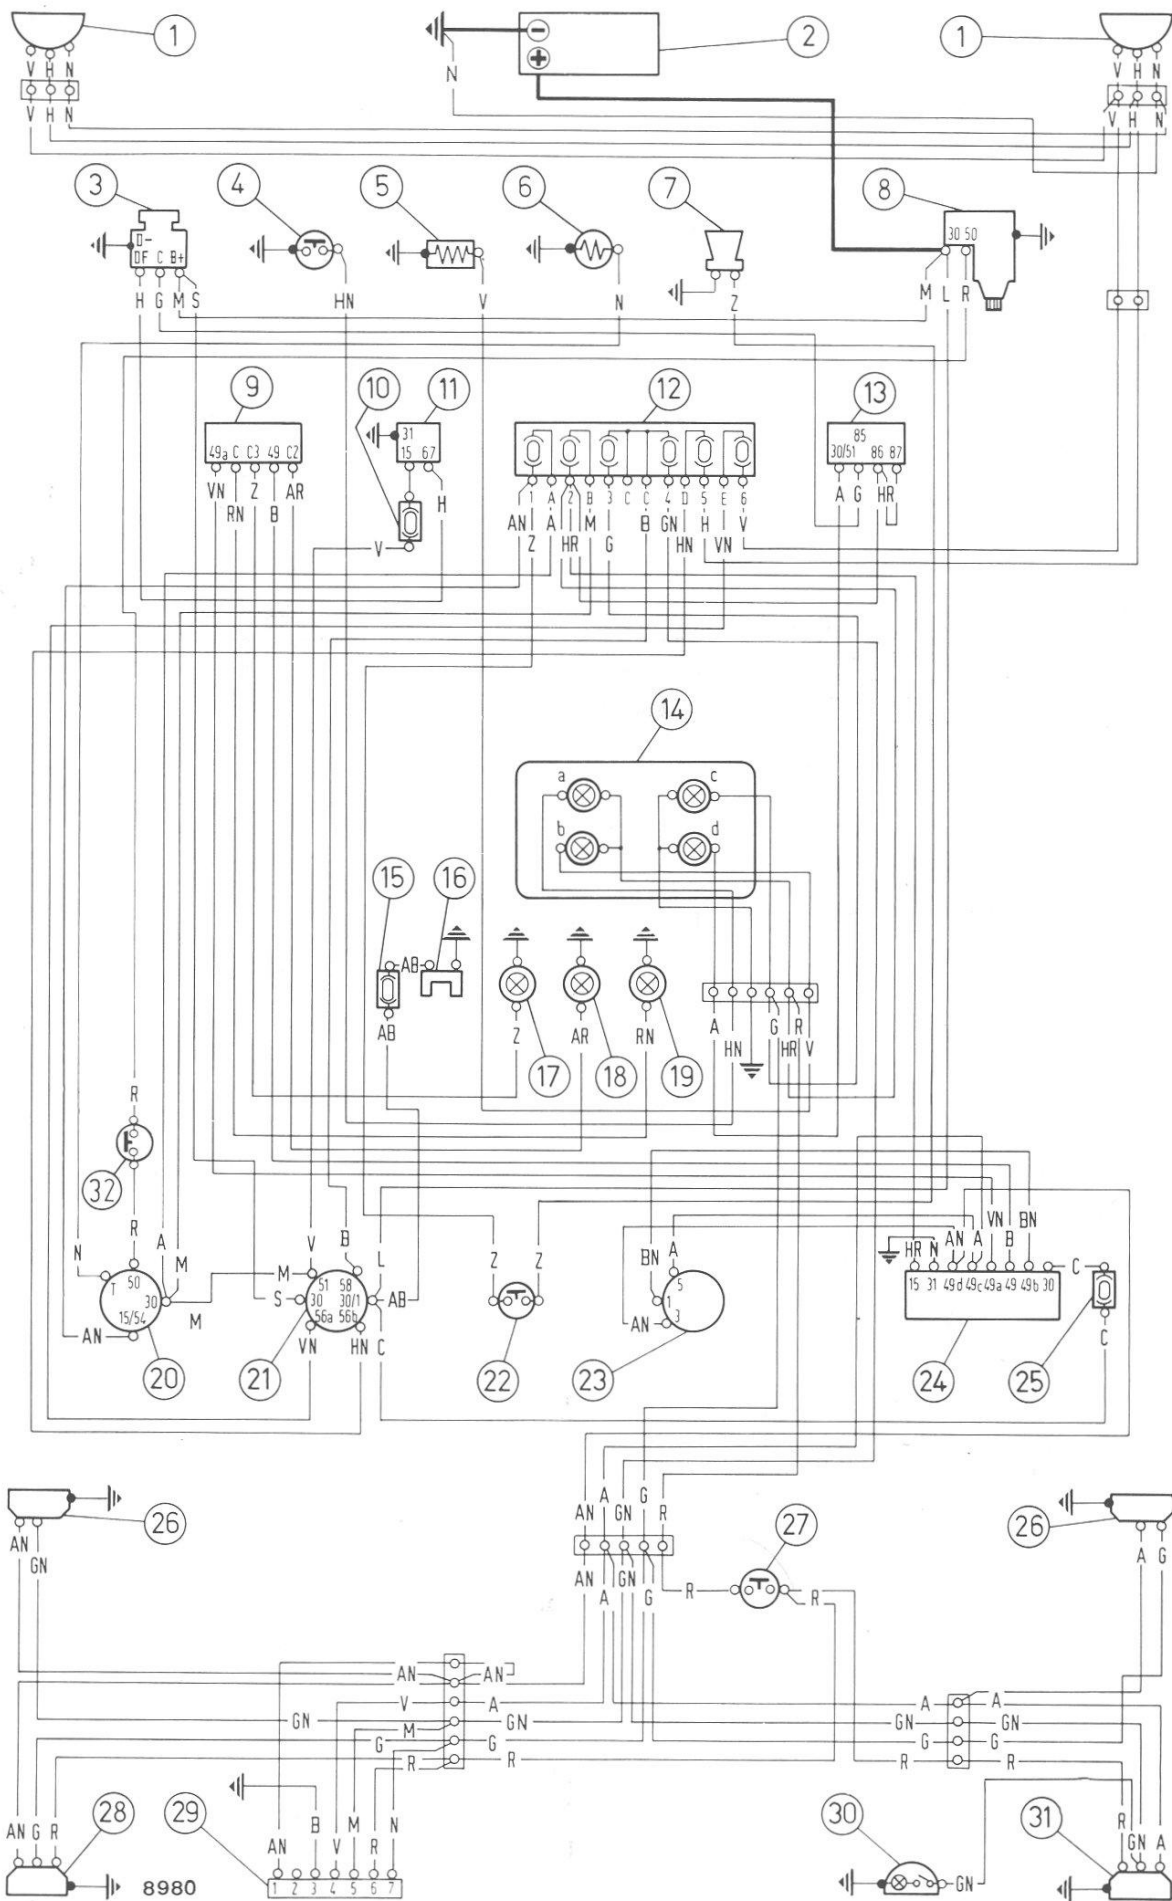 1 2 1
N
V H N V H N
V H N V H N
3 4 5 6 7 8
D-
DF C B+
30 50
H G M S HN V N Z M L R
9 10 11 12 13
31
15 67
85
30/51 86 87
49a C C3 49 C2
1 A 2 B 3 C C 4 D 5 E 6
VN RN Z B AR
H
AN Z A HR M G B GN HN H VN V
A G HR
V
14
a c
b d
15 16
AB
AB Z AR RN
A HN G HR R V
17 18 19
R
32
R
N A M V B L
Z Z
BN A
HR N AN A VN B BN
T 50 30 15/54
M
M
S
51 58
30 30/1
56a 56b
AB
5
1
3
15 31 49d 49c 49a 49 49b 30
C
C
AN VN HN C AN
20 21 22 23 24 25
26 26
AN GN
AN A GN G R
27
A G
AN A GN G R R
R
AN AN
V A
GN M GN
G G
R R
A A
GN GN
G G
R R
28 29 30 31
AN G R
AN B V M R N
R GN A
GN
1 2 3 4 5 6 7
8980